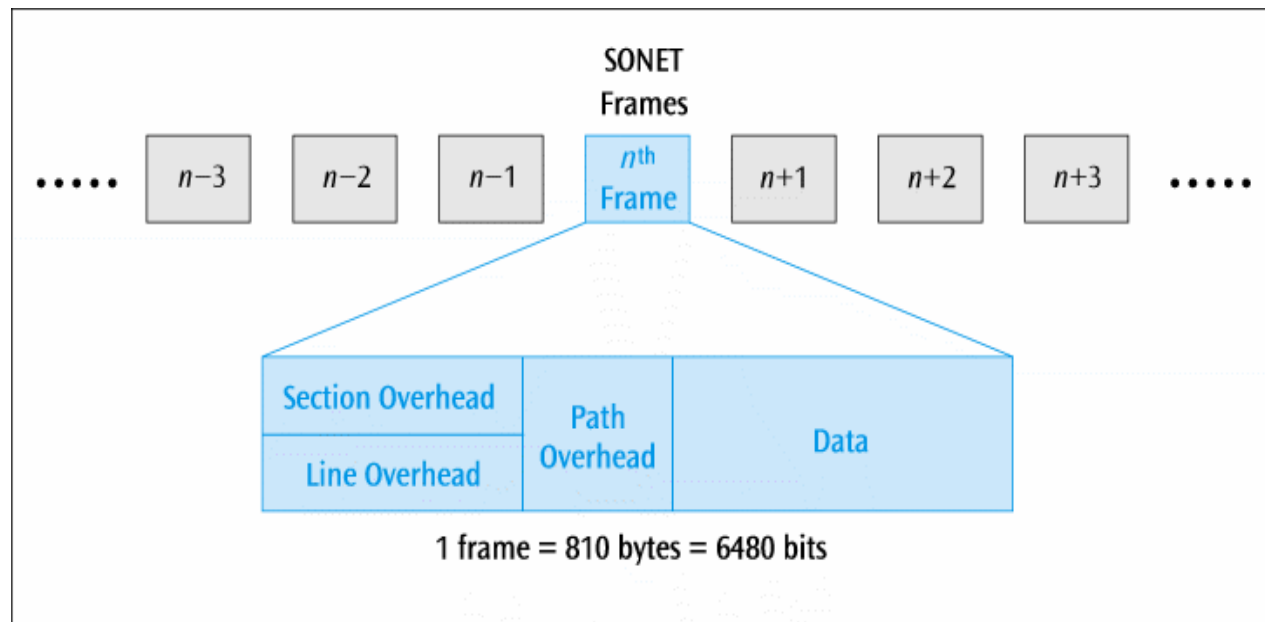 SONET
Frames
..... n−3 n−2 n−1 nth n+1 n+2 n+3 .....
Frame
Section Overhead
Line Overhead
Path
Overhead
Data
1 frame = 810 bytes = 6480 bits